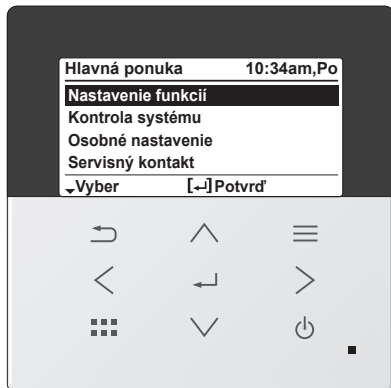 Hlavná ponuka 10:34am,Po
Nastavenie funkcií
Kontrola systému
Osobné nastavenie
Servisný kontakt
Vyber [↵]Potvrď